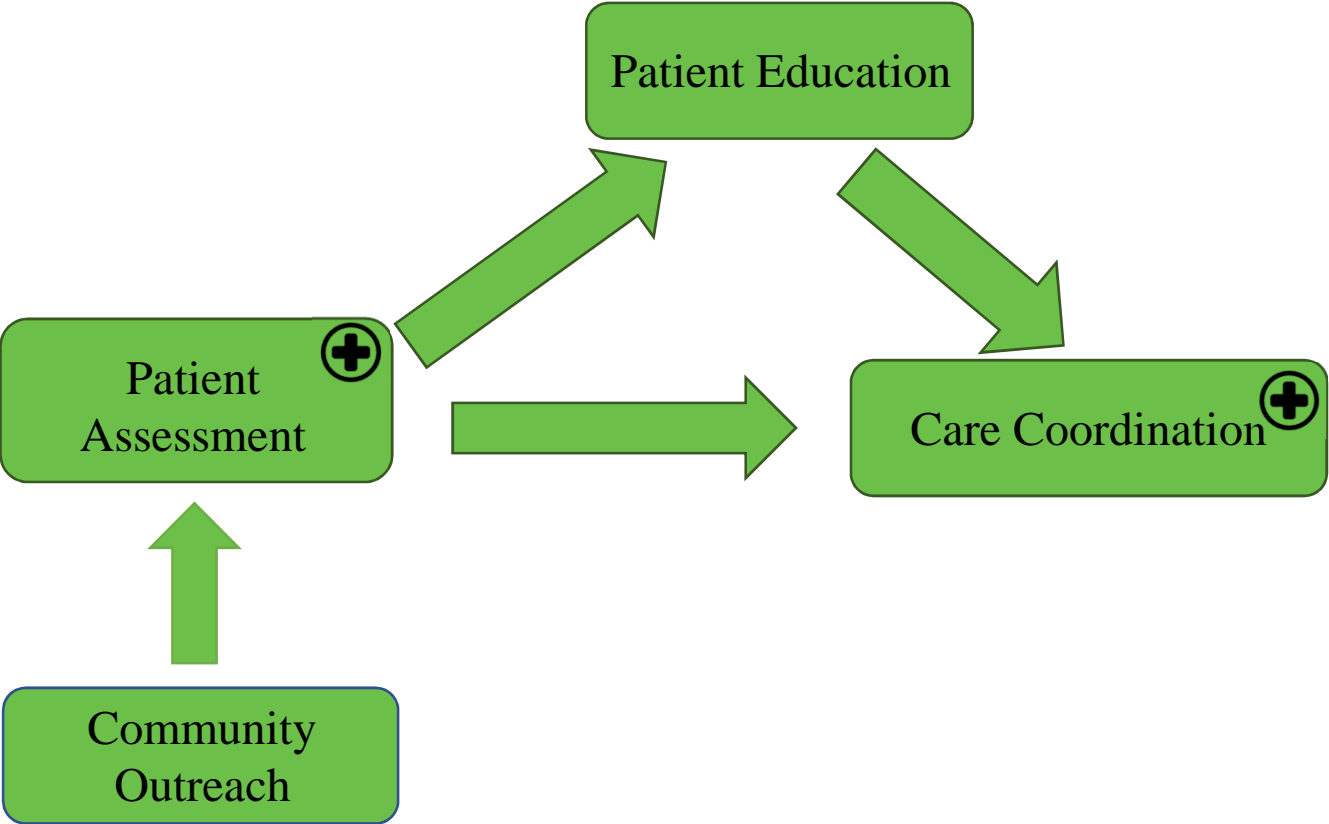 Patient Education
Patient
Assessment
Care Coordination
Community
Outreach